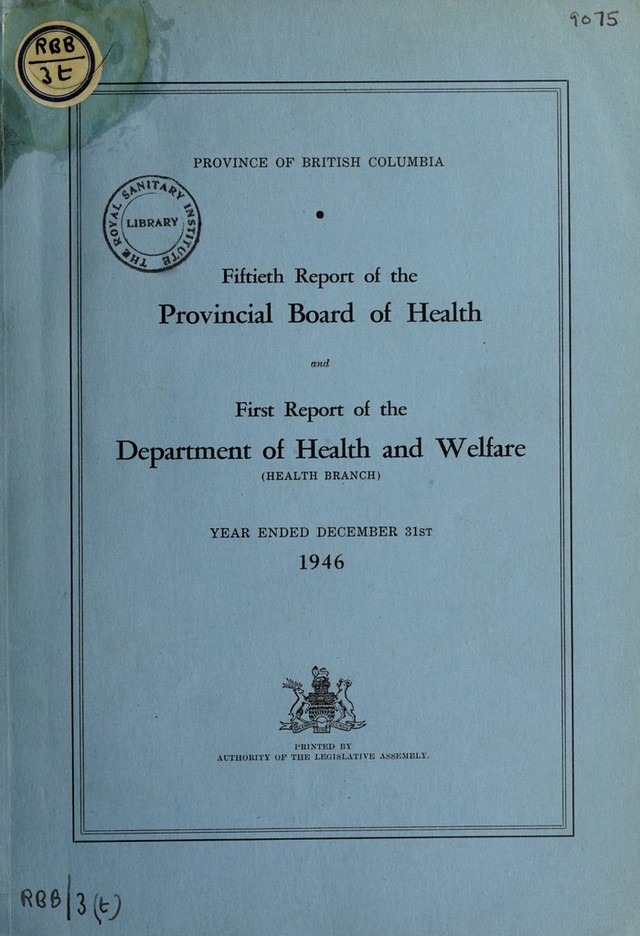 9075
RBB
3t
PROVINCE OF BRITISH COLUMBIA
THE ROYAL SANITARY INSTITUTE
LIBRARY
Fiftieth Report of the
Provincial Board of Health
and
First Report of the
Department of Health and Welfare
(HEALTH BRANCH)
YEAR ENDED DECEMBER 31ST
1946
PRINTED BY
AUTHORITY OF THE LEGISLATIVE ASSEMBLY.
RBB/3(t)